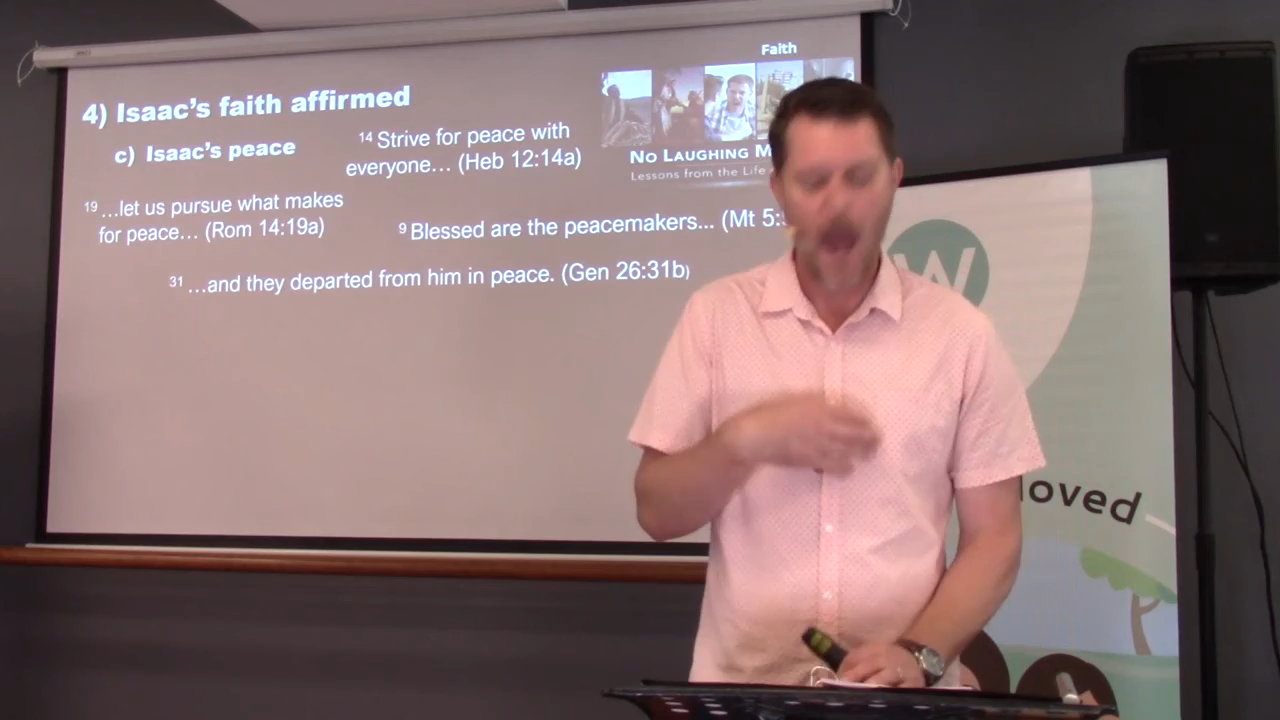 Faith
4) Isaac's faith affirmed
c) Isaac's peace
14 Strive for peace with
everyone... (Heb 12:14a)
NO LAUGHING
Lessons from the Life
19 ...let us pursue what makes
for peace... (Rom 14:19a)
9 Blessed are the peacemakers... (Mt 5:
31 ...and they departed from him in peace. (Gen 26:31b)
W
loved